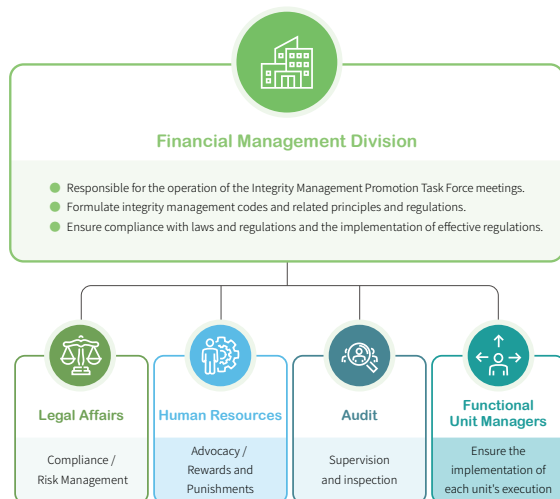 Financial Management Division
Responsible for the operation of the Integrity Management Promotion Task Force meetings.
Formulate integrity management codes and related principles and regulations.
Ensure compliance with laws and regulations and the implementation of effective regulations.
Legal Affairs
Compliance /
Risk Management
Human Resources
Advocacy /
Rewards and
Punishments
Audit
Supervision
and inspection
Functional
Unit Managers
Ensure the
implementation of
each unit's execution